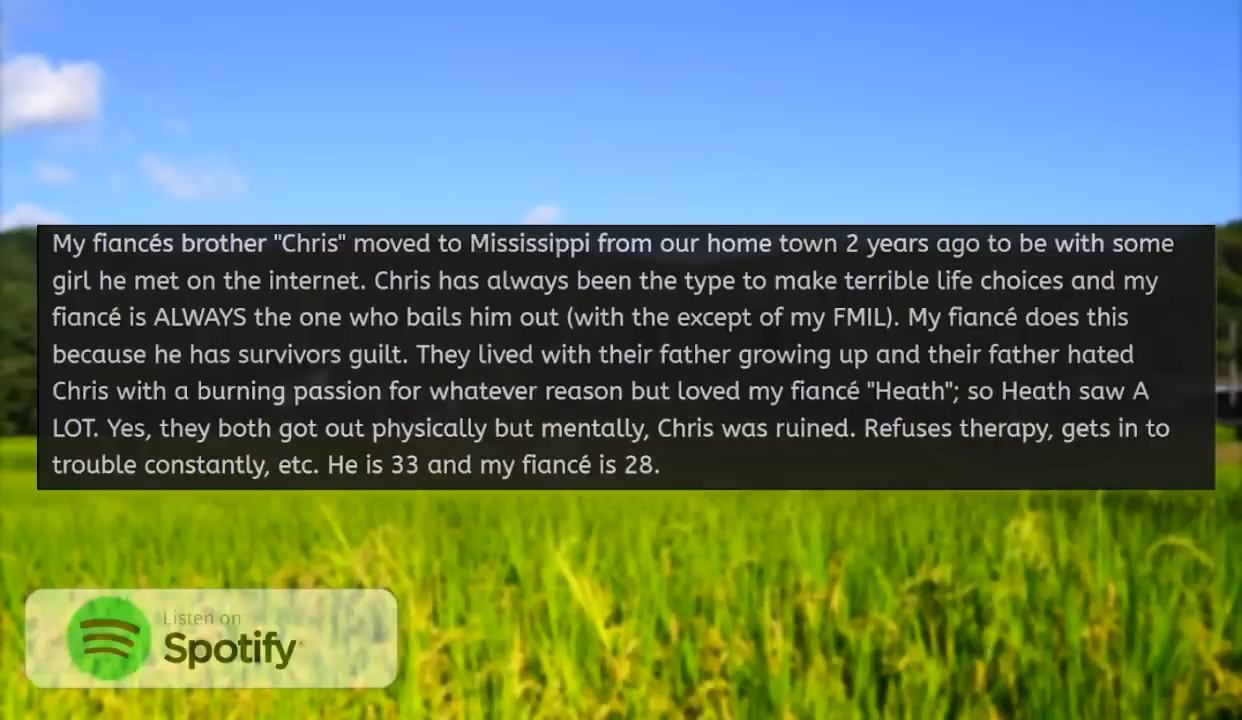 My fiancés brother "Chris" moved to Mississippi from our home town 2 years ago to be with some
girl he met on the internet. Chris has always been the type to make terrible life choices and my
fiancé is ALWAYS the one who bails him out (with the except of my FMIL). My fiancé does this
because he has survivors guilt. They lived with their father growing up and their father hated
Chris with a burning passion for whatever reason but loved my fiancé "Heath"; so Heath saw A
LOT. Yes, they both got out physically but mentally, Chris was ruined. Refuses therapy, gets in to
trouble constantly, etc. He is 33 and my fiancé is 28.
Listen on
Spotify